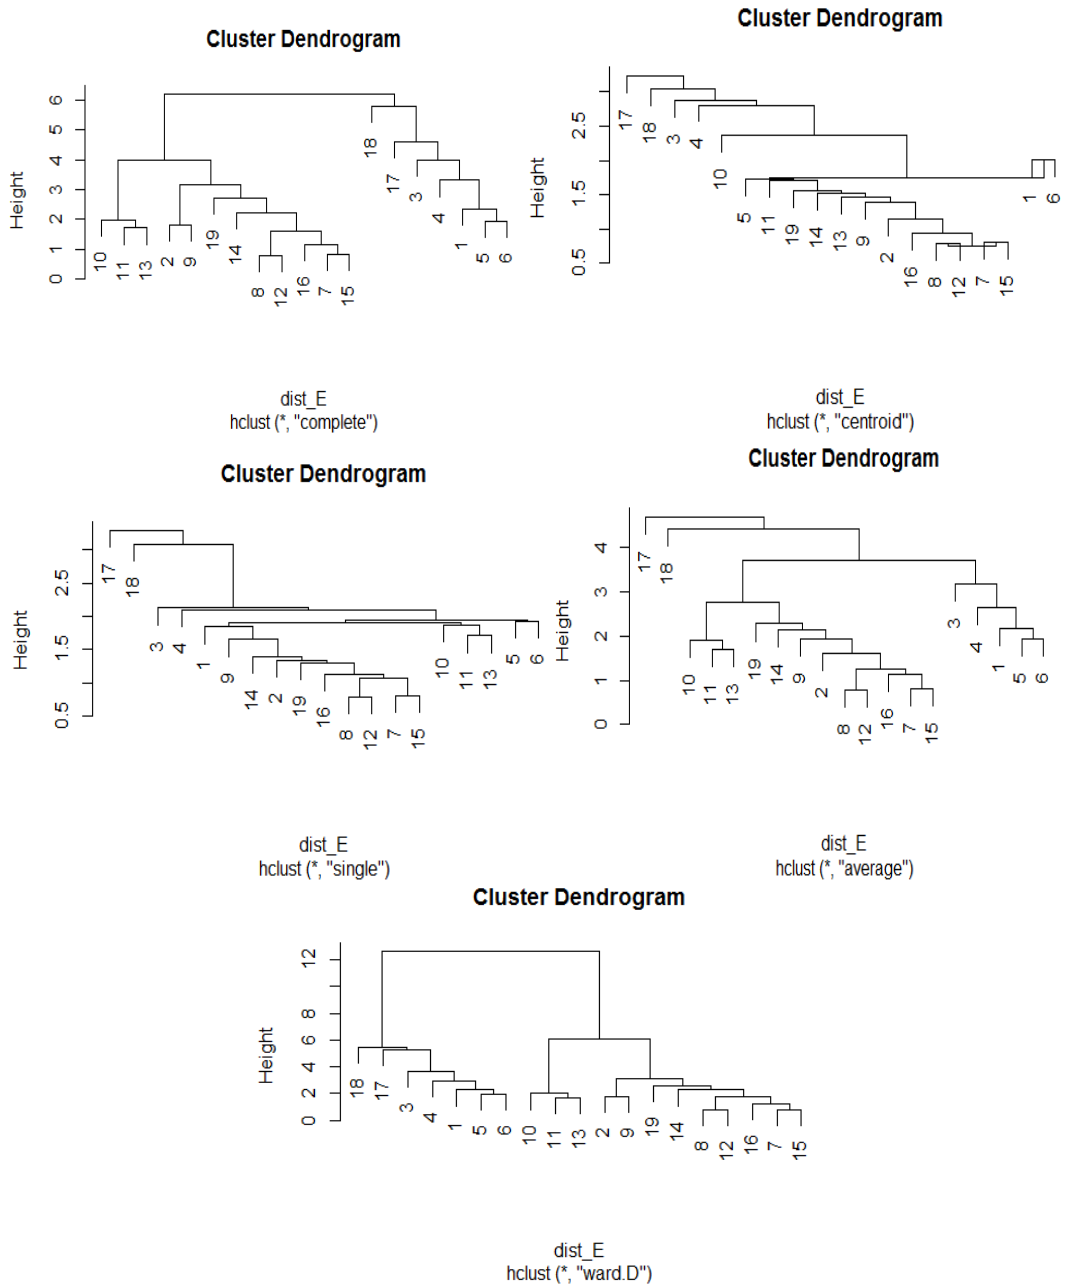 Cluster Dendrogram
Height
0 1 2 3 4 5 6
10 11 13 2 9 19 14 8 12 16 7 15 18 17 3 4 1 5 6
dist_E
hclust (*, "complete")
Cluster Dendrogram
Height
0.5 1.5 2.5
17 18 3 4 10 5 11 19 14 13 9 2 16 8 12 7 15 1 6
dist_E
hclust (*, "centroid")
Cluster Dendrogram
Height
0.5 1.5 2.5
17 18 3 4 1 9 14 2 19 16 8 12 7 15 10 11 13 5 6
dist_E
hclust (*, "single")
Cluster Dendrogram
Height
0 1 2 3 4
17 18 10 11 13 19 14 9 2 8 12 16 7 15 3 4 1 5 6
dist_E
hclust (*, "average")
Cluster Dendrogram
Height
0 2 4 6 8 12
18 17 3 4 1 5 6 10 11 13 2 9 19 14 8 12 16 7 15
dist_E
hclust (*, "ward.D")